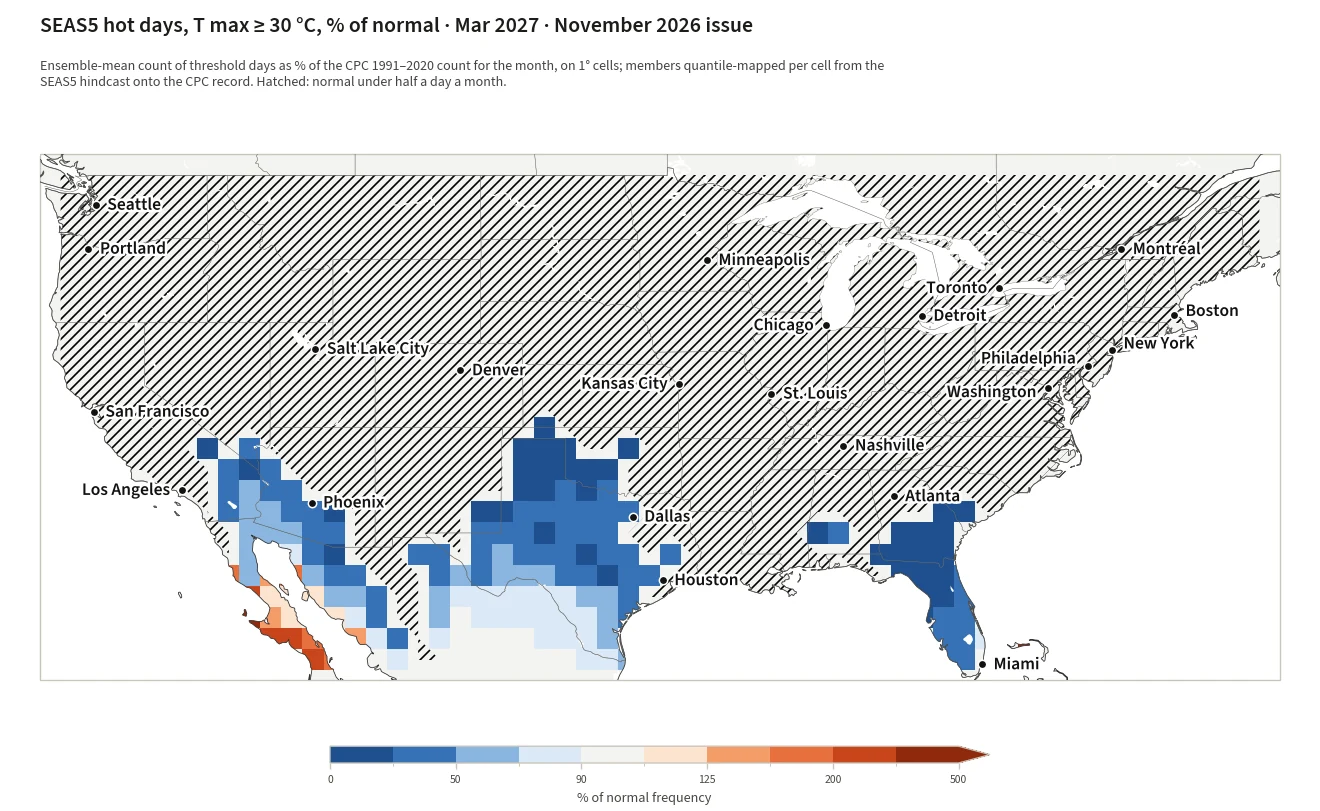 SEAS5 hot days, T max ≥ 30 °C, % of normal · Mar 2027 · November 2026 issue
Ensemble-mean count of threshold days as % of the CPC 1991–2020 count for the month, on 1° cells; members quantile-mapped per cell from the
SEAS5 hindcast onto the CPC record. Hatched: normal under half a day a month.
Seattle
Portland
Montréal
Minneapolis
Toronto
Boston
Detroit
Chicago
New York
Salt Lake City
Philadelphia
Denver
Kansas City
Washington
St. Louis
San Francisco
Nashville
Los Angeles
Atlanta
Phoenix
Dallas
Houston
Miami
0 50 90 125 200 500
% of normal frequency